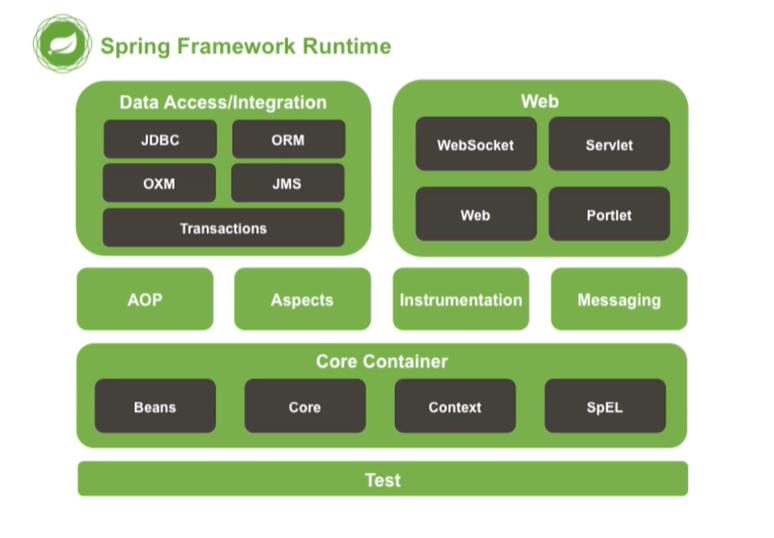 Spring Framework Runtime
Data Access/Integration
JDBC
ORM
OXM
JMS
Transactions
Web
WebSocket
Servlet
Web
Portlet
AOP
Aspects
Instrumentation
Messaging
Core Container
Beans
Core
Context
SpEL
Test